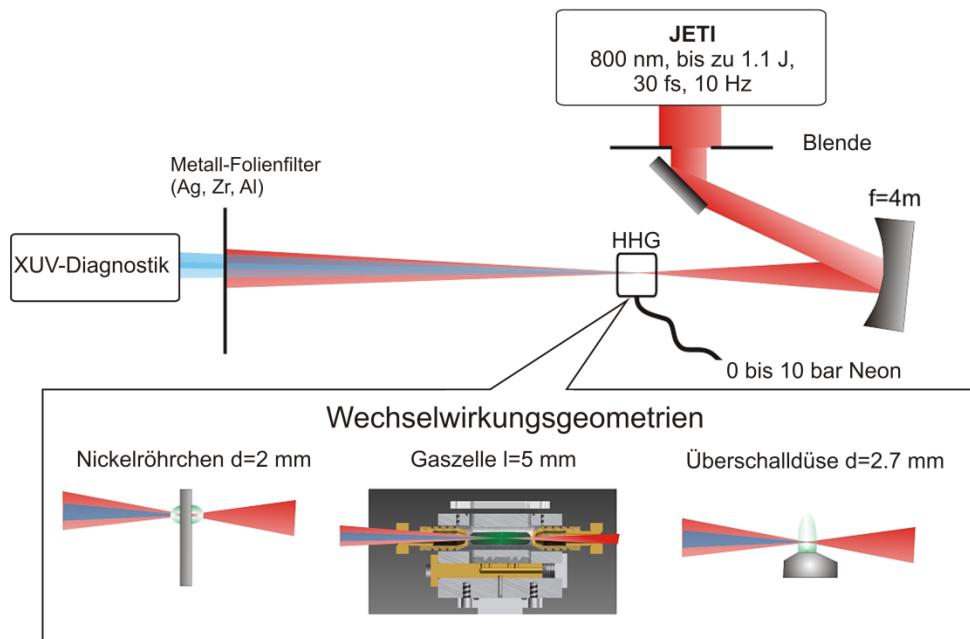 JETI
800 nm, bis zu 1.1 J,
30 fs, 10 Hz
Blende
Metall-Folienfilter
(Ag, Zr, Al)
f=4m
HHG
XUV-Diagnostik
0 bis 10 bar Neon
Wechselwirkungsgeometrien
Nickelröhrchen d=2 mm
Gaszelle l=5 mm
Überschalldüse d=2.7 mm